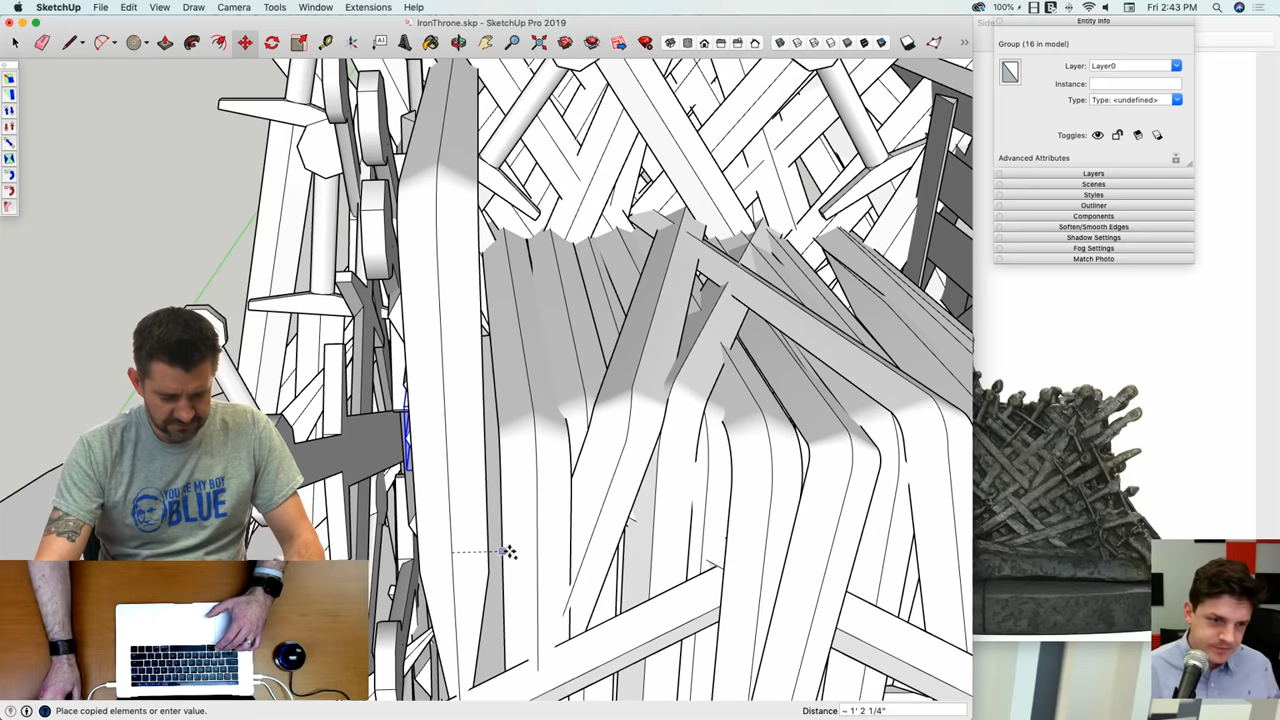 SketchUp File Edit View Draw Camera Tools Window Extensions Help
100% Fri 2:43 PM
IronThrone.skp - SketchUp Pro 2019
Side
Entity Info
Group (16 in model)
Layer: Layer0
Instance:
Type: Type: <undefined>
Toggles:
Advanced Attributes
Layers
Scenes
Styles
Outliner
Components
Soften/Smooth Edges
Shadow Settings
Fog Settings
Match Photo
YOU'RE MY BOY
BLUE
Place copied elements or enter value.
Distance ~ 1' 2 1/4"